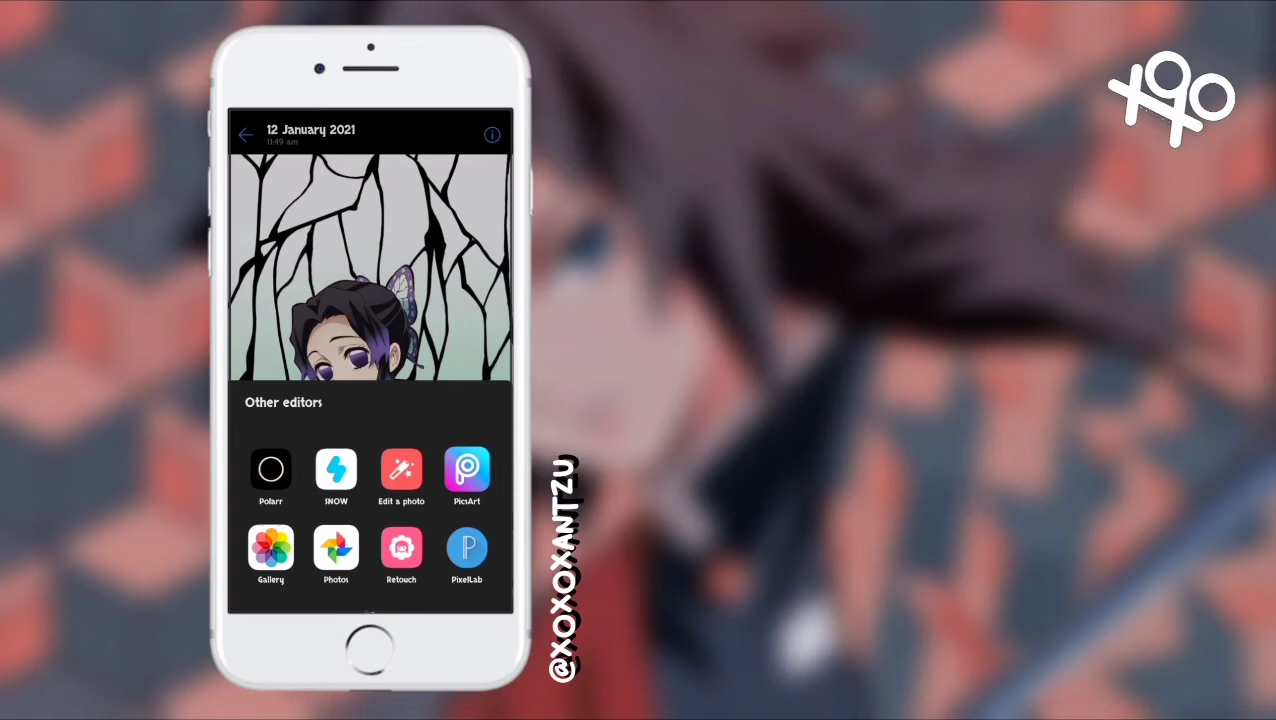 12 January 2021
11:49 am
Other editors
Polarr
SNOW
Edit a photo
PicsArt
Gallery
Photos
Retouch
PixelLab
@XOXOXANTZU